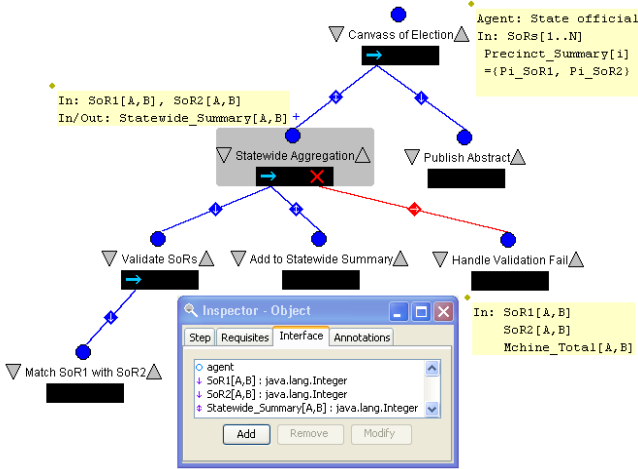 Agent: State official
In: SoRs[1..N]
Precinct_Summary[i]
={Pi_SoR1, Pi_SoR2}
Canvass of Election
In: SoR1[A,B], SoR2[A,B]
In/Out: Statewide_Summary[A,B]
+
Statewide Aggregation
Publish Abstract
Validate SoRs
Add to Statewide Summary
Handle Validation Fail
In: SoR1[A,B]
SoR2[A,B]
Mchine_Total[A,B]
Match SoR1 with SoR2
Inspector - Object
Step Requisites Interface Annotations
agent
SoR1[A,B] : java.lang.Integer
SoR2[A,B] : java.lang.Integer
Statewide_Summary[A,B] : java.lang.Integer
Add Remove Modify